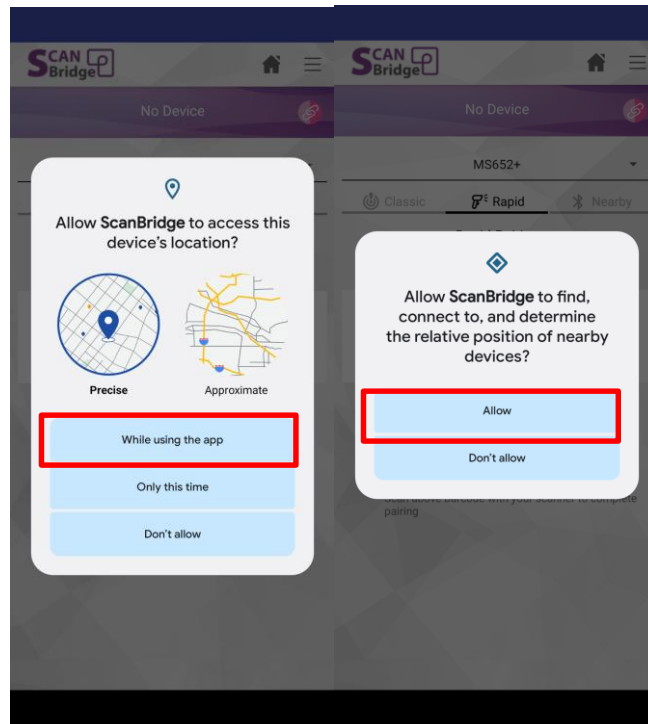 SCAN
Bridge
No Device
Allow ScanBridge to access this
device's location?
Precise
Approximate
While using the app
Only this time
Don't allow
SCAN
Bridge
No Device
MS652+
Classic
Rapid
Nearby
Allow ScanBridge to find,
connect to, and determine
the relative position of nearby
devices?
Allow
Don't allow
Scan above barcode with your scanner to complete
pairing